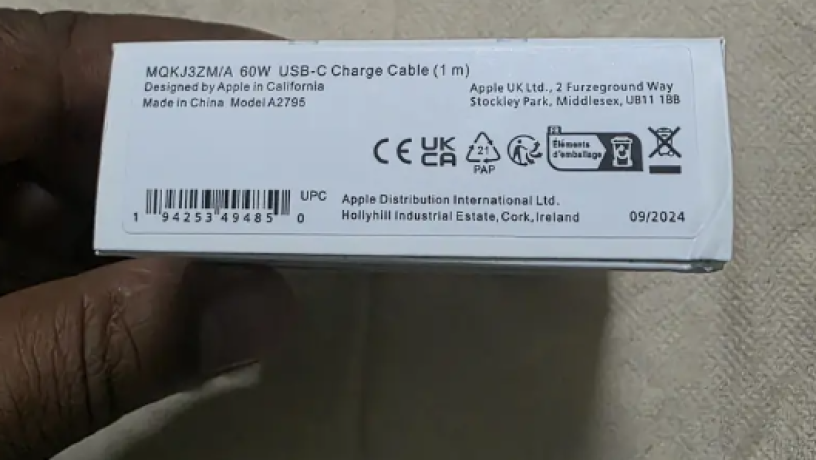 MQKJ3ZM/A 60W USB-C Charge Cable (1 m)
Designed by Apple in California
Made in China Model A2795
Apple UK Ltd., 2 Furzeground Way
Stockley Park, Middlesex, UB11 1BB
CE
UK
CA
21
PAP
FR
Éléments
d'emballage
UPC
1 94253 49485 0
Apple Distribution International Ltd.
Hollyhill Industrial Estate, Cork, Ireland
09/2024